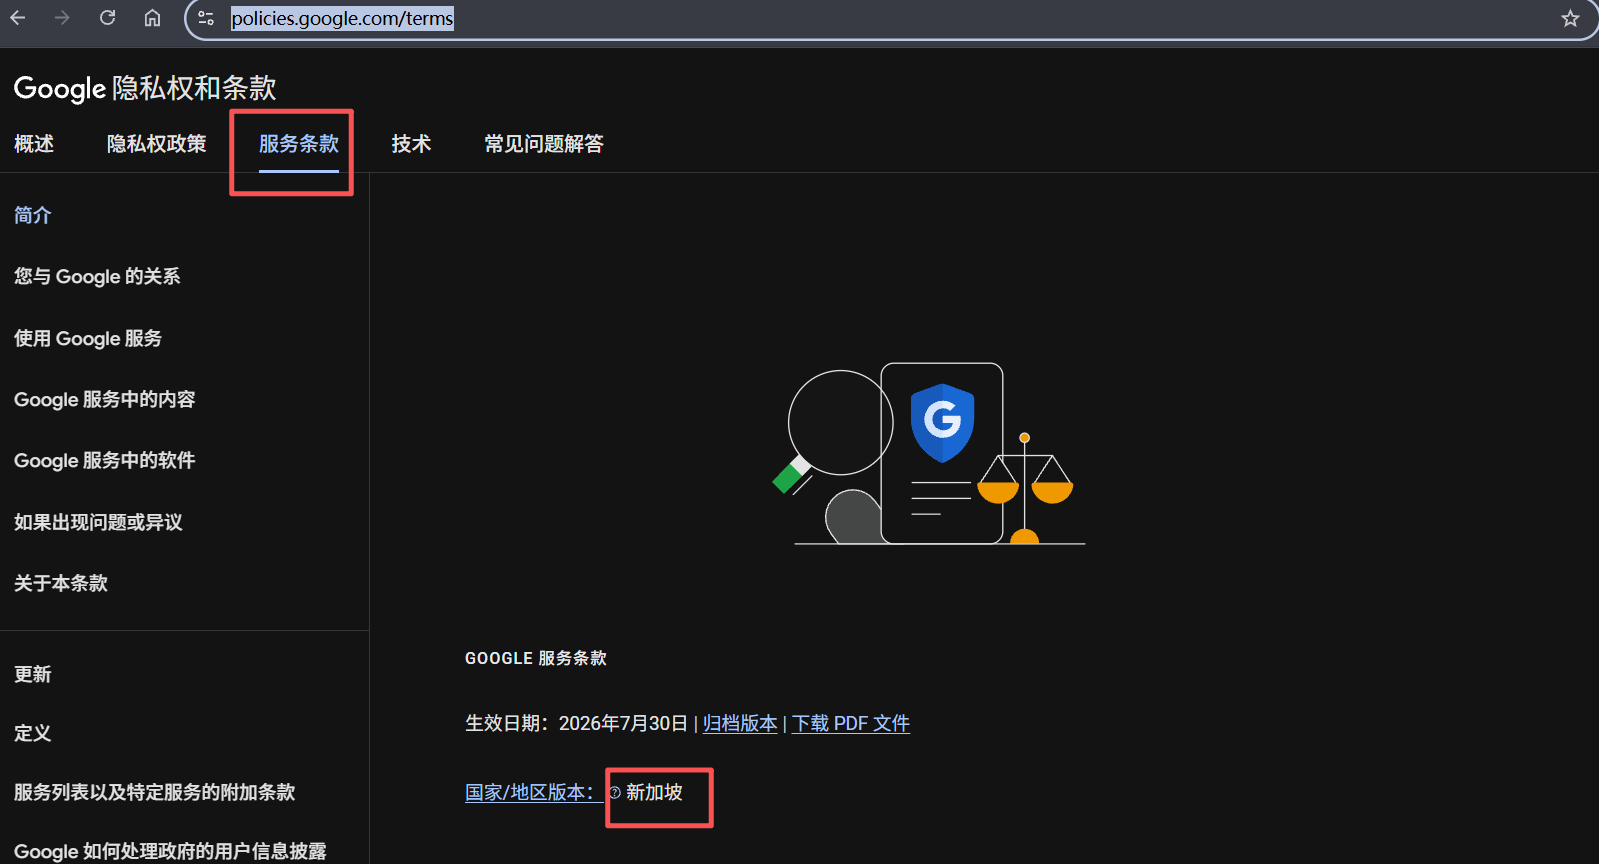 policies.google.com/terms
Google 隐私权和条款
概述 隐私权政策 服务条款 技术 常见问题解答
简介
您与 Google 的关系
使用 Google 服务
Google 服务中的内容
Google 服务中的软件
如果出现问题或异议
关于本条款
更新
定义
服务列表以及特定服务的附加条款
Google 如何处理政府的用户信息披露
G
GOOGLE 服务条款
生效日期：2026年7月30日 | 归档版本 | 下载 PDF 文件
国家/地区版本： 新加坡